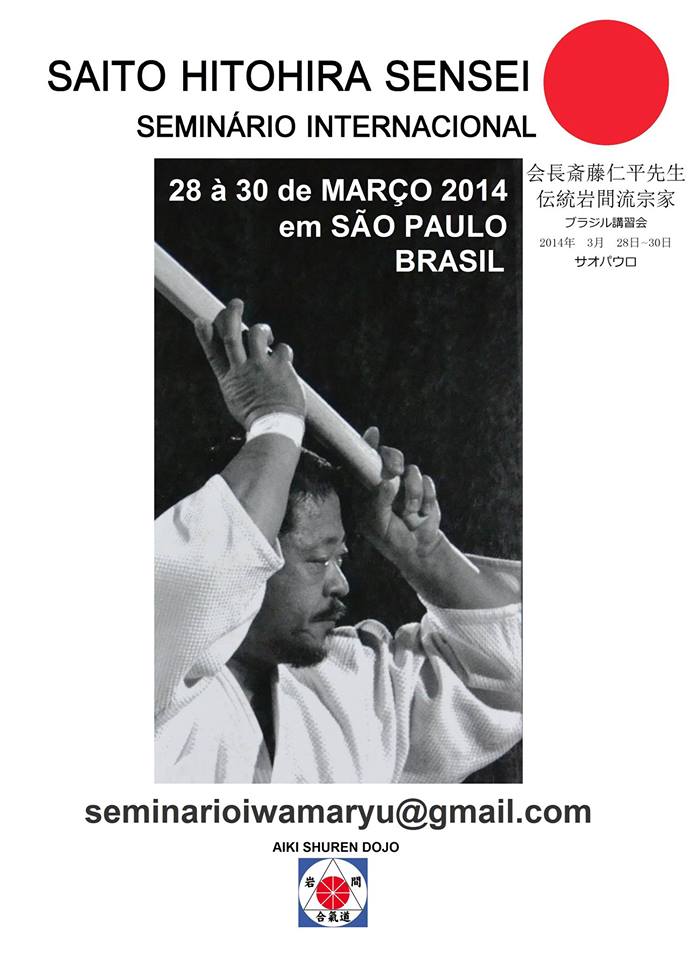 SAITO HITOHIRA SENSEI
SEMINÁRIO INTERNACIONAL
28 à 30 de MARÇO 2014
em SÃO PAULO
BRASIL
会長斎藤仁平先生
伝統岩間流宗家
ブラジル講習会
2014年 3月 28日~30日
サオパウロ
seminarioiwamaryu@gmail.com
AIKI SHUREN DOJO
岩間
合氣道